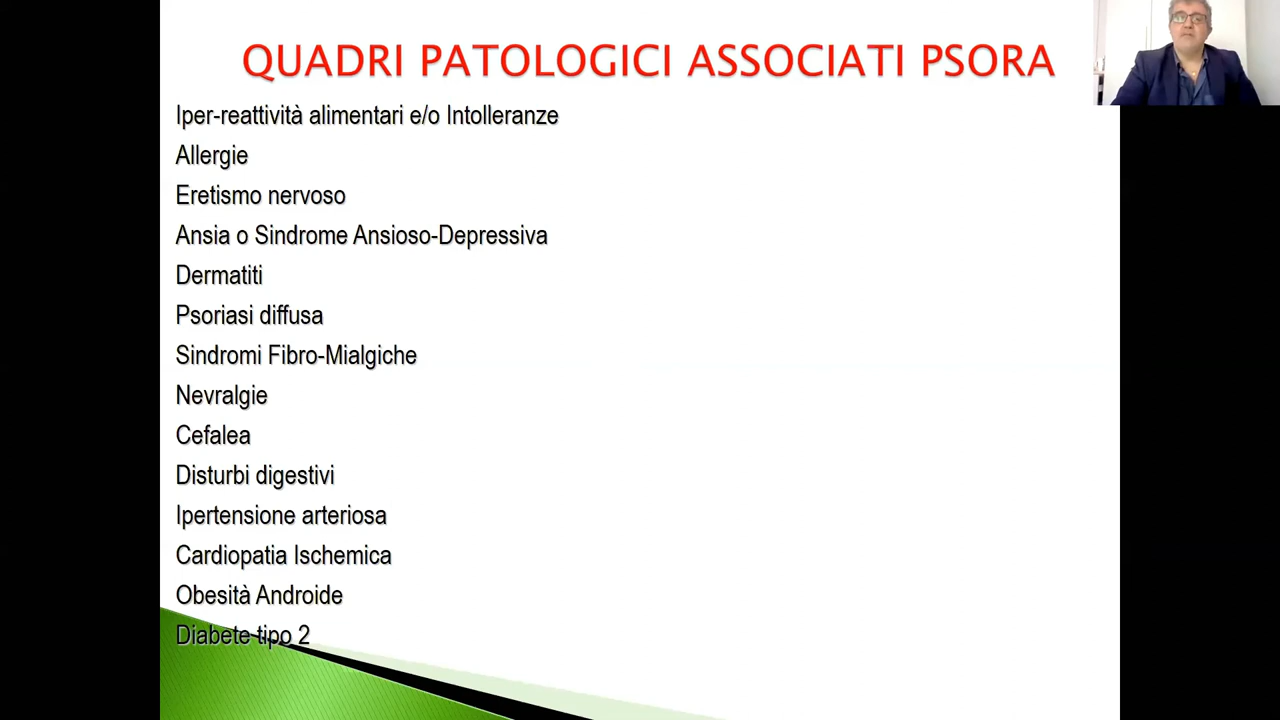 QUADRI PATOLOGICI ASSOCIATI PSORA
Iper-reattività alimentari e/o Intolleranze
Allergie
Eretismo nervoso
Ansia o Sindrome Ansioso-Depressiva
Dermatiti
Psoriasi diffusa
Sindromi Fibro-Mialgiche
Nevralgie
Cefalea
Disturbi digestivi
Ipertensione arteriosa
Cardiopatia Ischemica
Obesità Androide
Diabete tipo 2